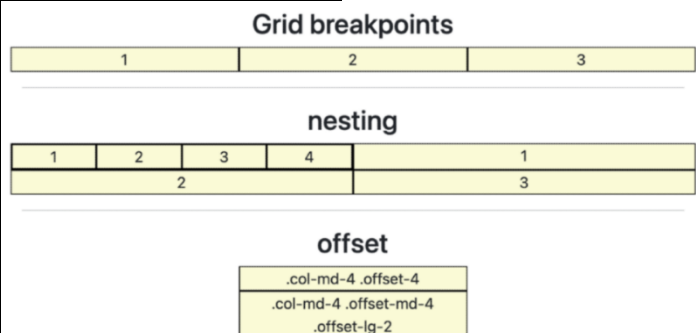 Grid breakpoints
1 2 3
nesting
1 2 3 4 1
2 3
offset
.col-md-4 .offset-4
.col-md-4 .offset-md-4
.offset-lg-2